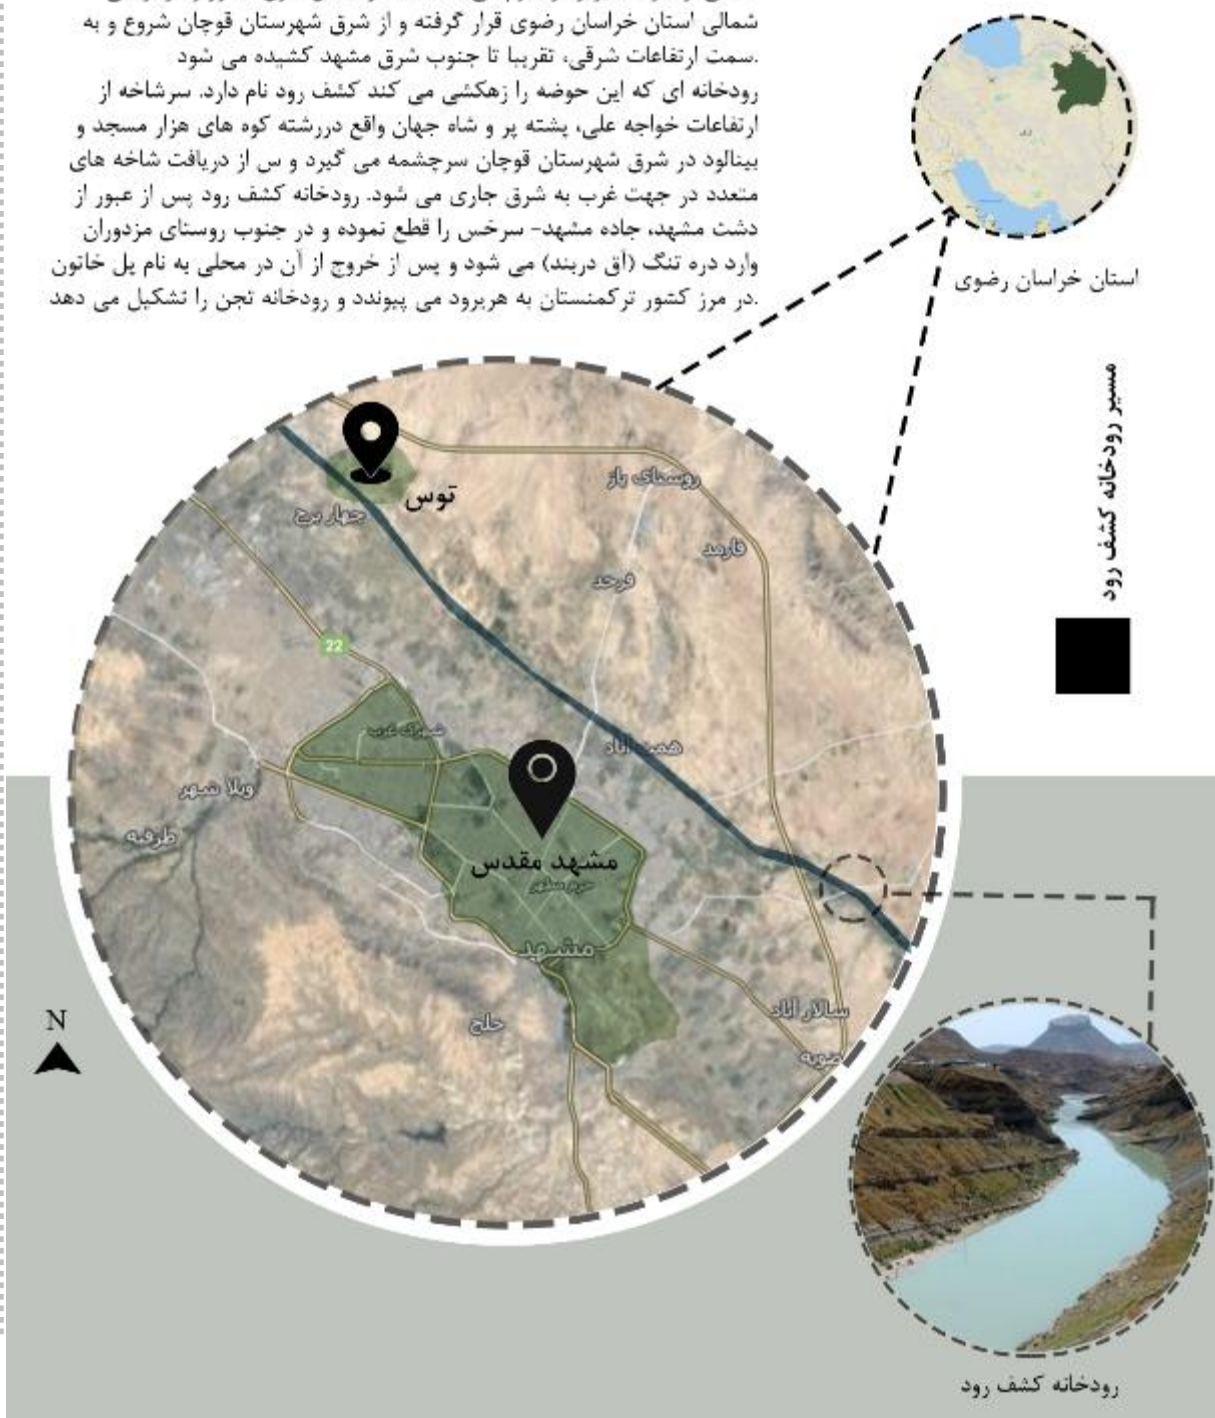 شمالی استان خراسان رضوی قرار گرفته و از شرق شهرستان قوچان شروع و به
.سمت ارتفاعات شرقی، تقریبا تا جنوب شرق مشهد کشیده می شود
رودخانه ای که این حوضه را زهکشی می کند کشف رود نام دارد. سرشاخه از
ارتفاعات خواجه علی، پشته پر و شاه جهان واقع دررشته کوه های هزار مسجد و
بینالود در شرق شهرستان قوچان سرچشمه می گیرد و س از دریافت شاخه های
متعدد در جهت غرب به شرق جاری می شود. رودخانه کشف رود پس از عبور از
دشت مشهد، جاده مشهد- سرخس را قطع نموده و در جنوب روستای مزدوران
وارد دره تنگ (آق دربند) می شود و پس از خروج از آن در محلی به نام پل خاتون
.در مرز کشور ترکمنستان به هریرود می پیوندد و رودخانه تجن را تشکیل می دهد
استان خراسان رضوی
مسیر رودخانه کشف رود
توس
چهار برج
روستای یاز
فارمد
فرخد
22
شهرک غرب
همت آباد
ویلا شهر
طرقبه
مشهد مقدس
حرم مطهر
مشهد
خلج
سالار آباد
N
رودخانه کشف رود